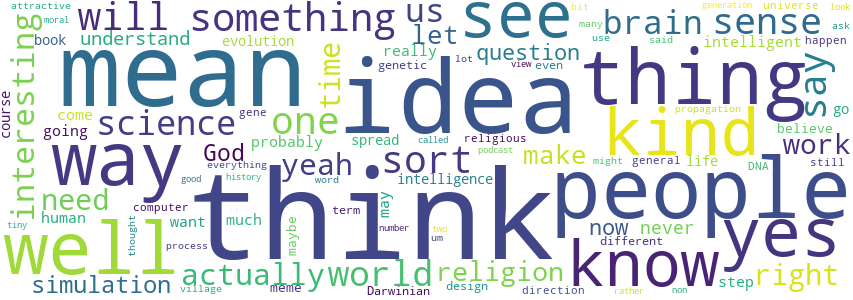 attractive
moral
will
something
us
let
see
brain
sense
bit
many
use
said
generation
universe
look
ask
happen
book
understand
evolution
mean
interesting
time
really
genetic
idea
lot
view
even
question
intelligent
thing
say
course
come
going
gene
science
one
probably
spread
called
religious
kind
propagation
believe
go
way
God
everything
yeah
sort
podcast
make
might
general
life
DNA
work
still
good
history
word
intelligence
need
human
computer
think
people
want
much
maybe
term
may
number
um
two
now
never
different
yes
well
tiny
thought
process
simulation
village
actually
meme
world
Darwinian
religion
design
direction
know
rather
non
step
right